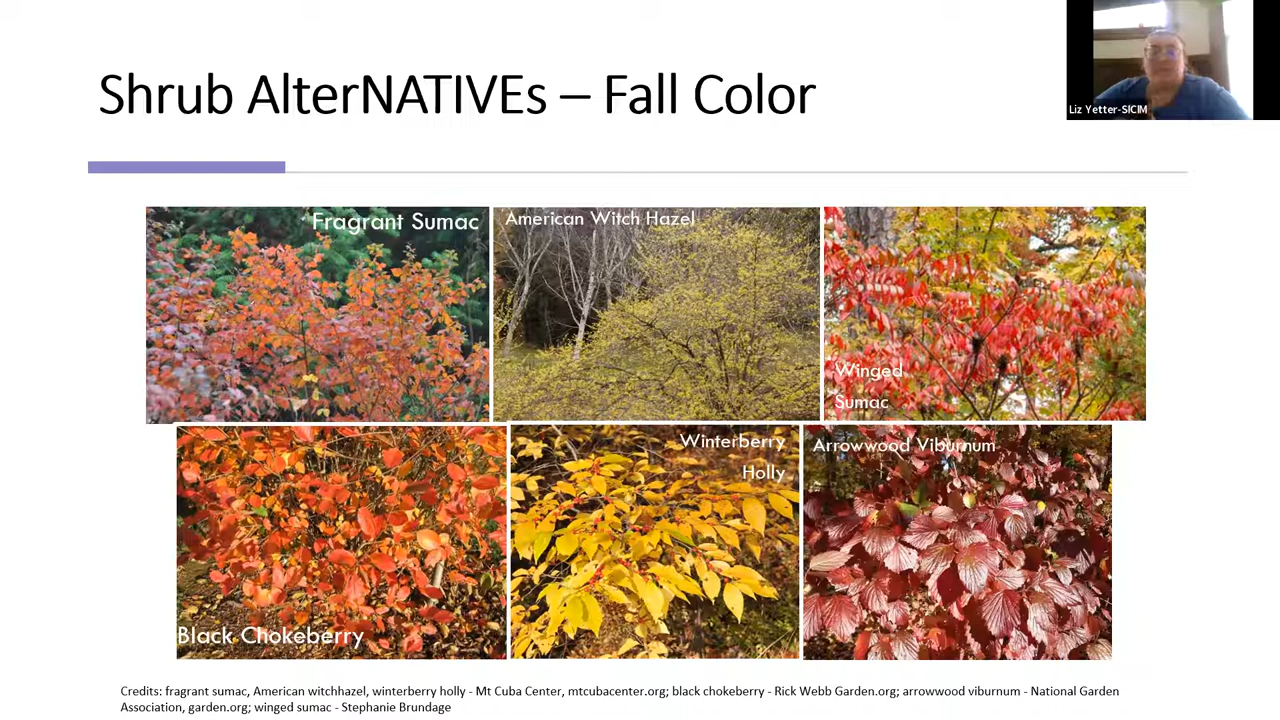 Shrub AlterNATIVEs – Fall Color
Liz Yetter-SICIM
Fragrant Sumac
American Witch Hazel
Winged
Sumac
Black Chokeberry
Winterberry
Holly
Arrowwood Viburnum
Credits: fragrant sumac, American witchhazel, winterberry holly - Mt Cuba Center, mtcubacenter.org; black chokeberry - Rick Webb Garden.org; arrowwood viburnum - National Garden
Association, garden.org; winged sumac - Stephanie Brundage